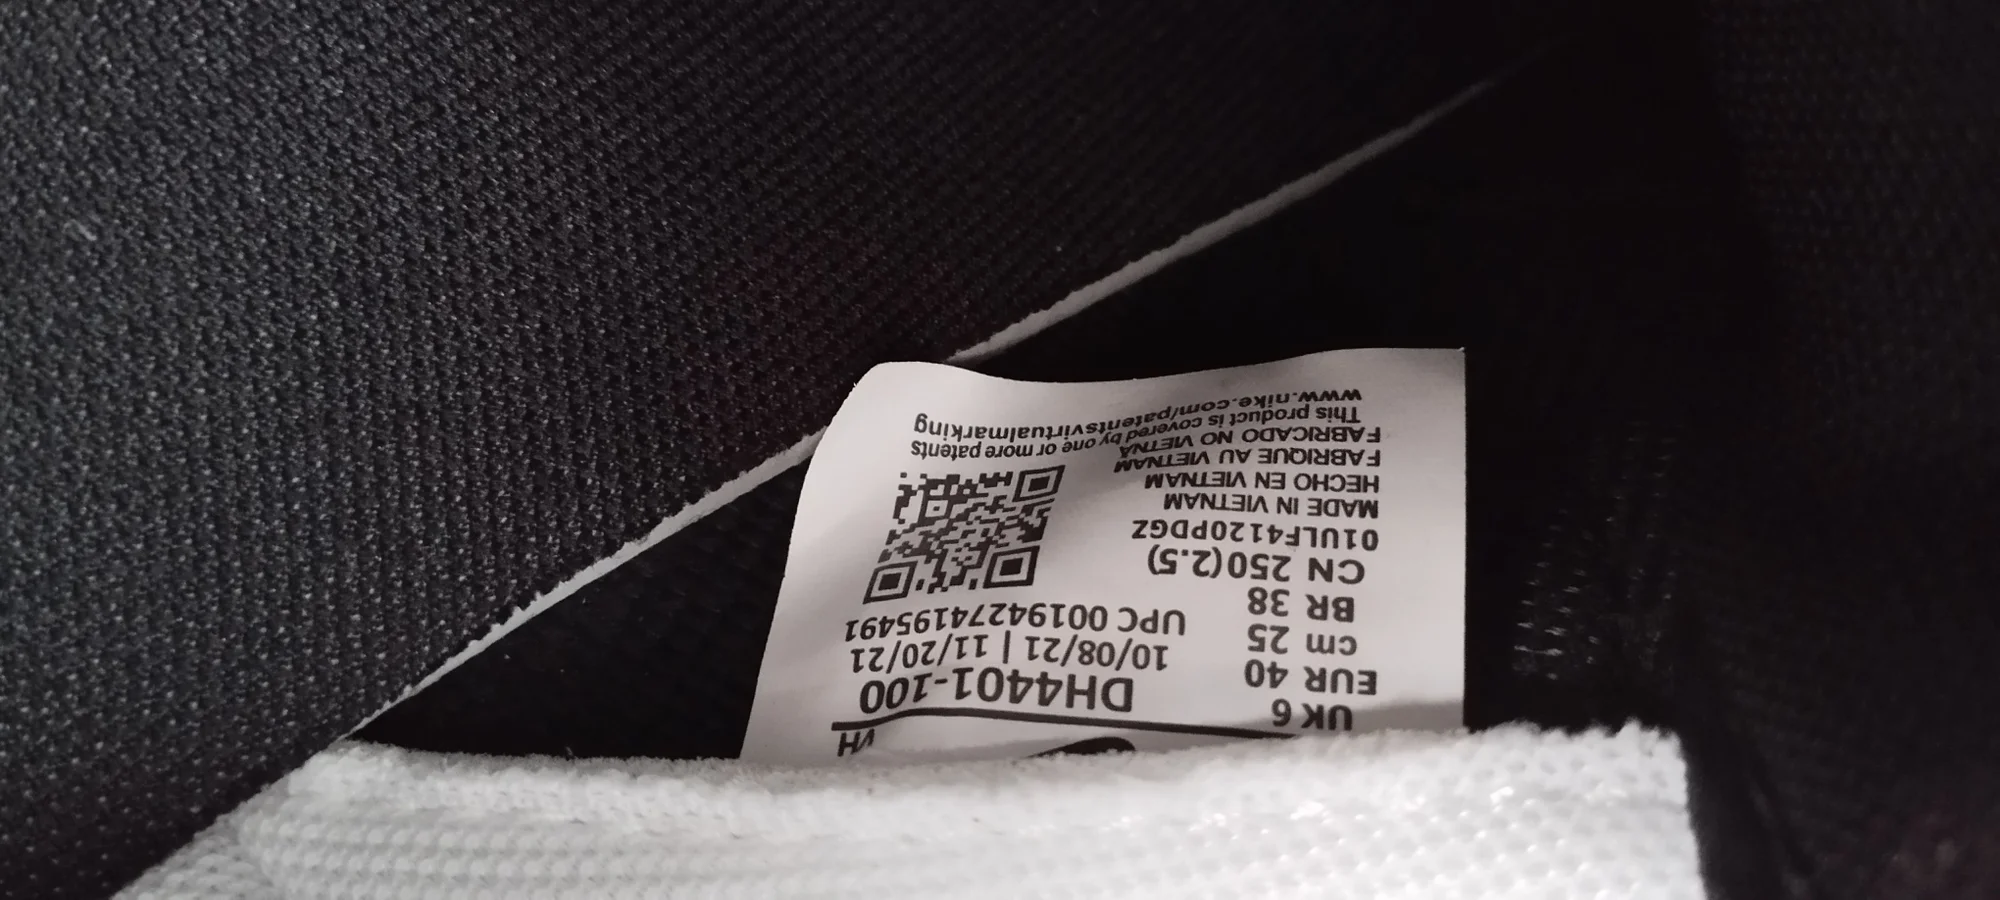 VH
UK 6
EUR 40
cm 25
BR 38
CN 250(2.5)
DH4401-100
10/08/21 | 11/20/21
UPC 00194274195491
01ULF4120PDGZ
MADE IN VIETNAM
HECHO EN VIETNAM
FABRIQUE AU VIETNAM
FABRICADO NO VIETNA
This product is covered by one or more patents
www.nike.com/patentsvirtualmarking